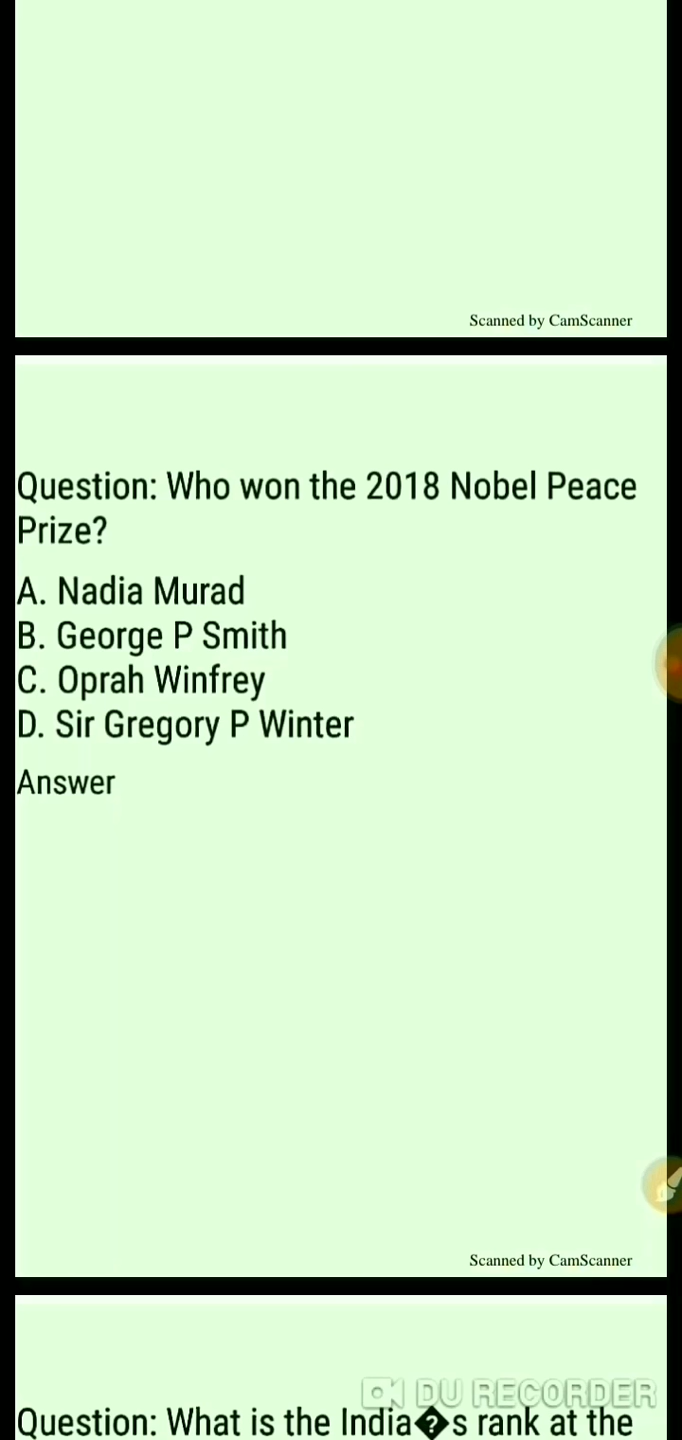 Scanned by CamScanner
Question: Who won the 2018 Nobel Peace
Prize?
A. Nadia Murad
B. George P Smith
C. Oprah Winfrey
D. Sir Gregory P Winter
Answer
Scanned by CamScanner
DU RECORDER
Question: What is the India�s rank at the